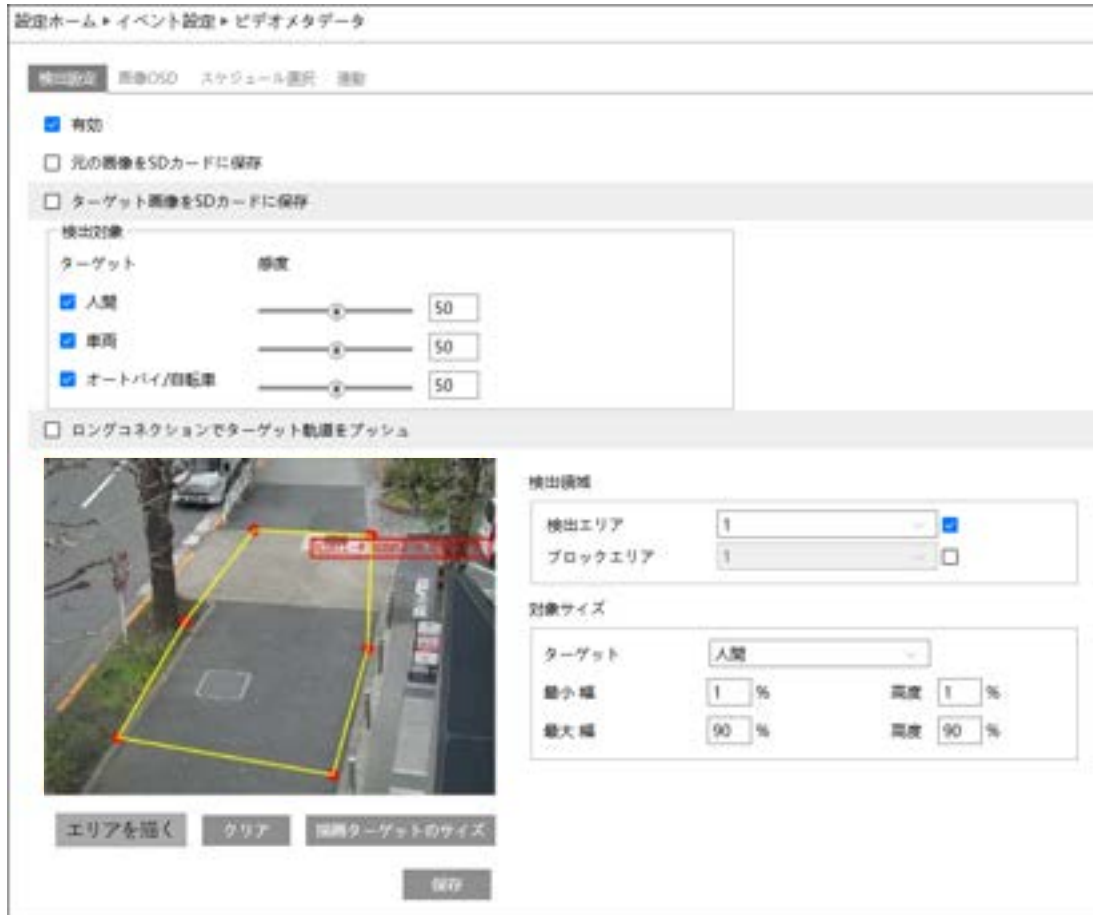 設定ホーム ▸ イベント設定 ▸ ビデオメタデータ
検出設定 画像OSD スケジュール選択 連動
有効
元の画像をSDカードに保存
ターゲット画像をSDカードに保存
検出対象
ターゲット 感度
人間 50
車両 50
オートバイ/自転車 50
ロングコネクションでターゲット軌道をプッシュ
検出領域
検出エリア 1
ブロックエリア 1
対象サイズ
ターゲット 人間
最小 幅 1 % 高度 1 %
最大 幅 90 % 高度 90 %
エリアを描く クリア 描画ターゲットのサイズ
保存